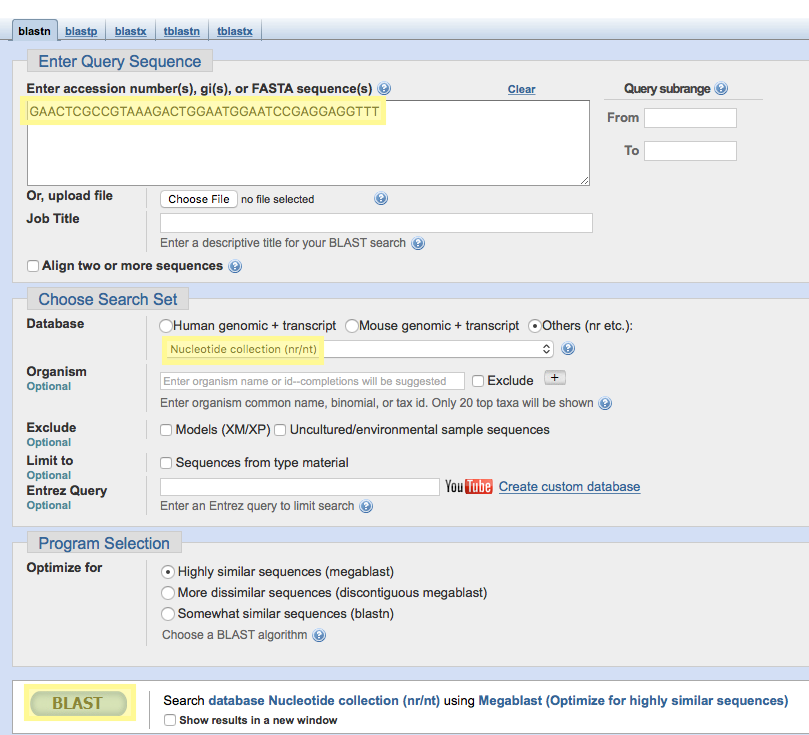 blastn blastp blastx tblastn tblastx
Enter Query Sequence
Enter accession number(s), gi(s), or FASTA sequence(s) Clear Query subrange
GAACTCGCCGTAAAGACTGGAATGGAATCCGAGGAGGTTT
From
To
Or, upload file Choose File no file selected
Job Title
Enter a descriptive title for your BLAST search
Align two or more sequences
Choose Search Set
Database Human genomic + transcript Mouse genomic + transcript Others (nr etc.):
Nucleotide collection (nr/nt)
Organism
Optional Enter organism name or id--completions will be suggested Exclude +
Enter organism common name, binomial, or tax id. Only 20 top taxa will be shown
Exclude Models (XM/XP) Uncultured/environmental sample sequences
Optional
Limit to Sequences from type material
Optional
Entrez Query YouTube Create custom database
Optional Enter an Entrez query to limit search
Program Selection
Optimize for Highly similar sequences (megablast)
More dissimilar sequences (discontiguous megablast)
Somewhat similar sequences (blastn)
Choose a BLAST algorithm
BLAST Search database Nucleotide collection (nr/nt) using Megablast (Optimize for highly similar sequences)
Show results in a new window